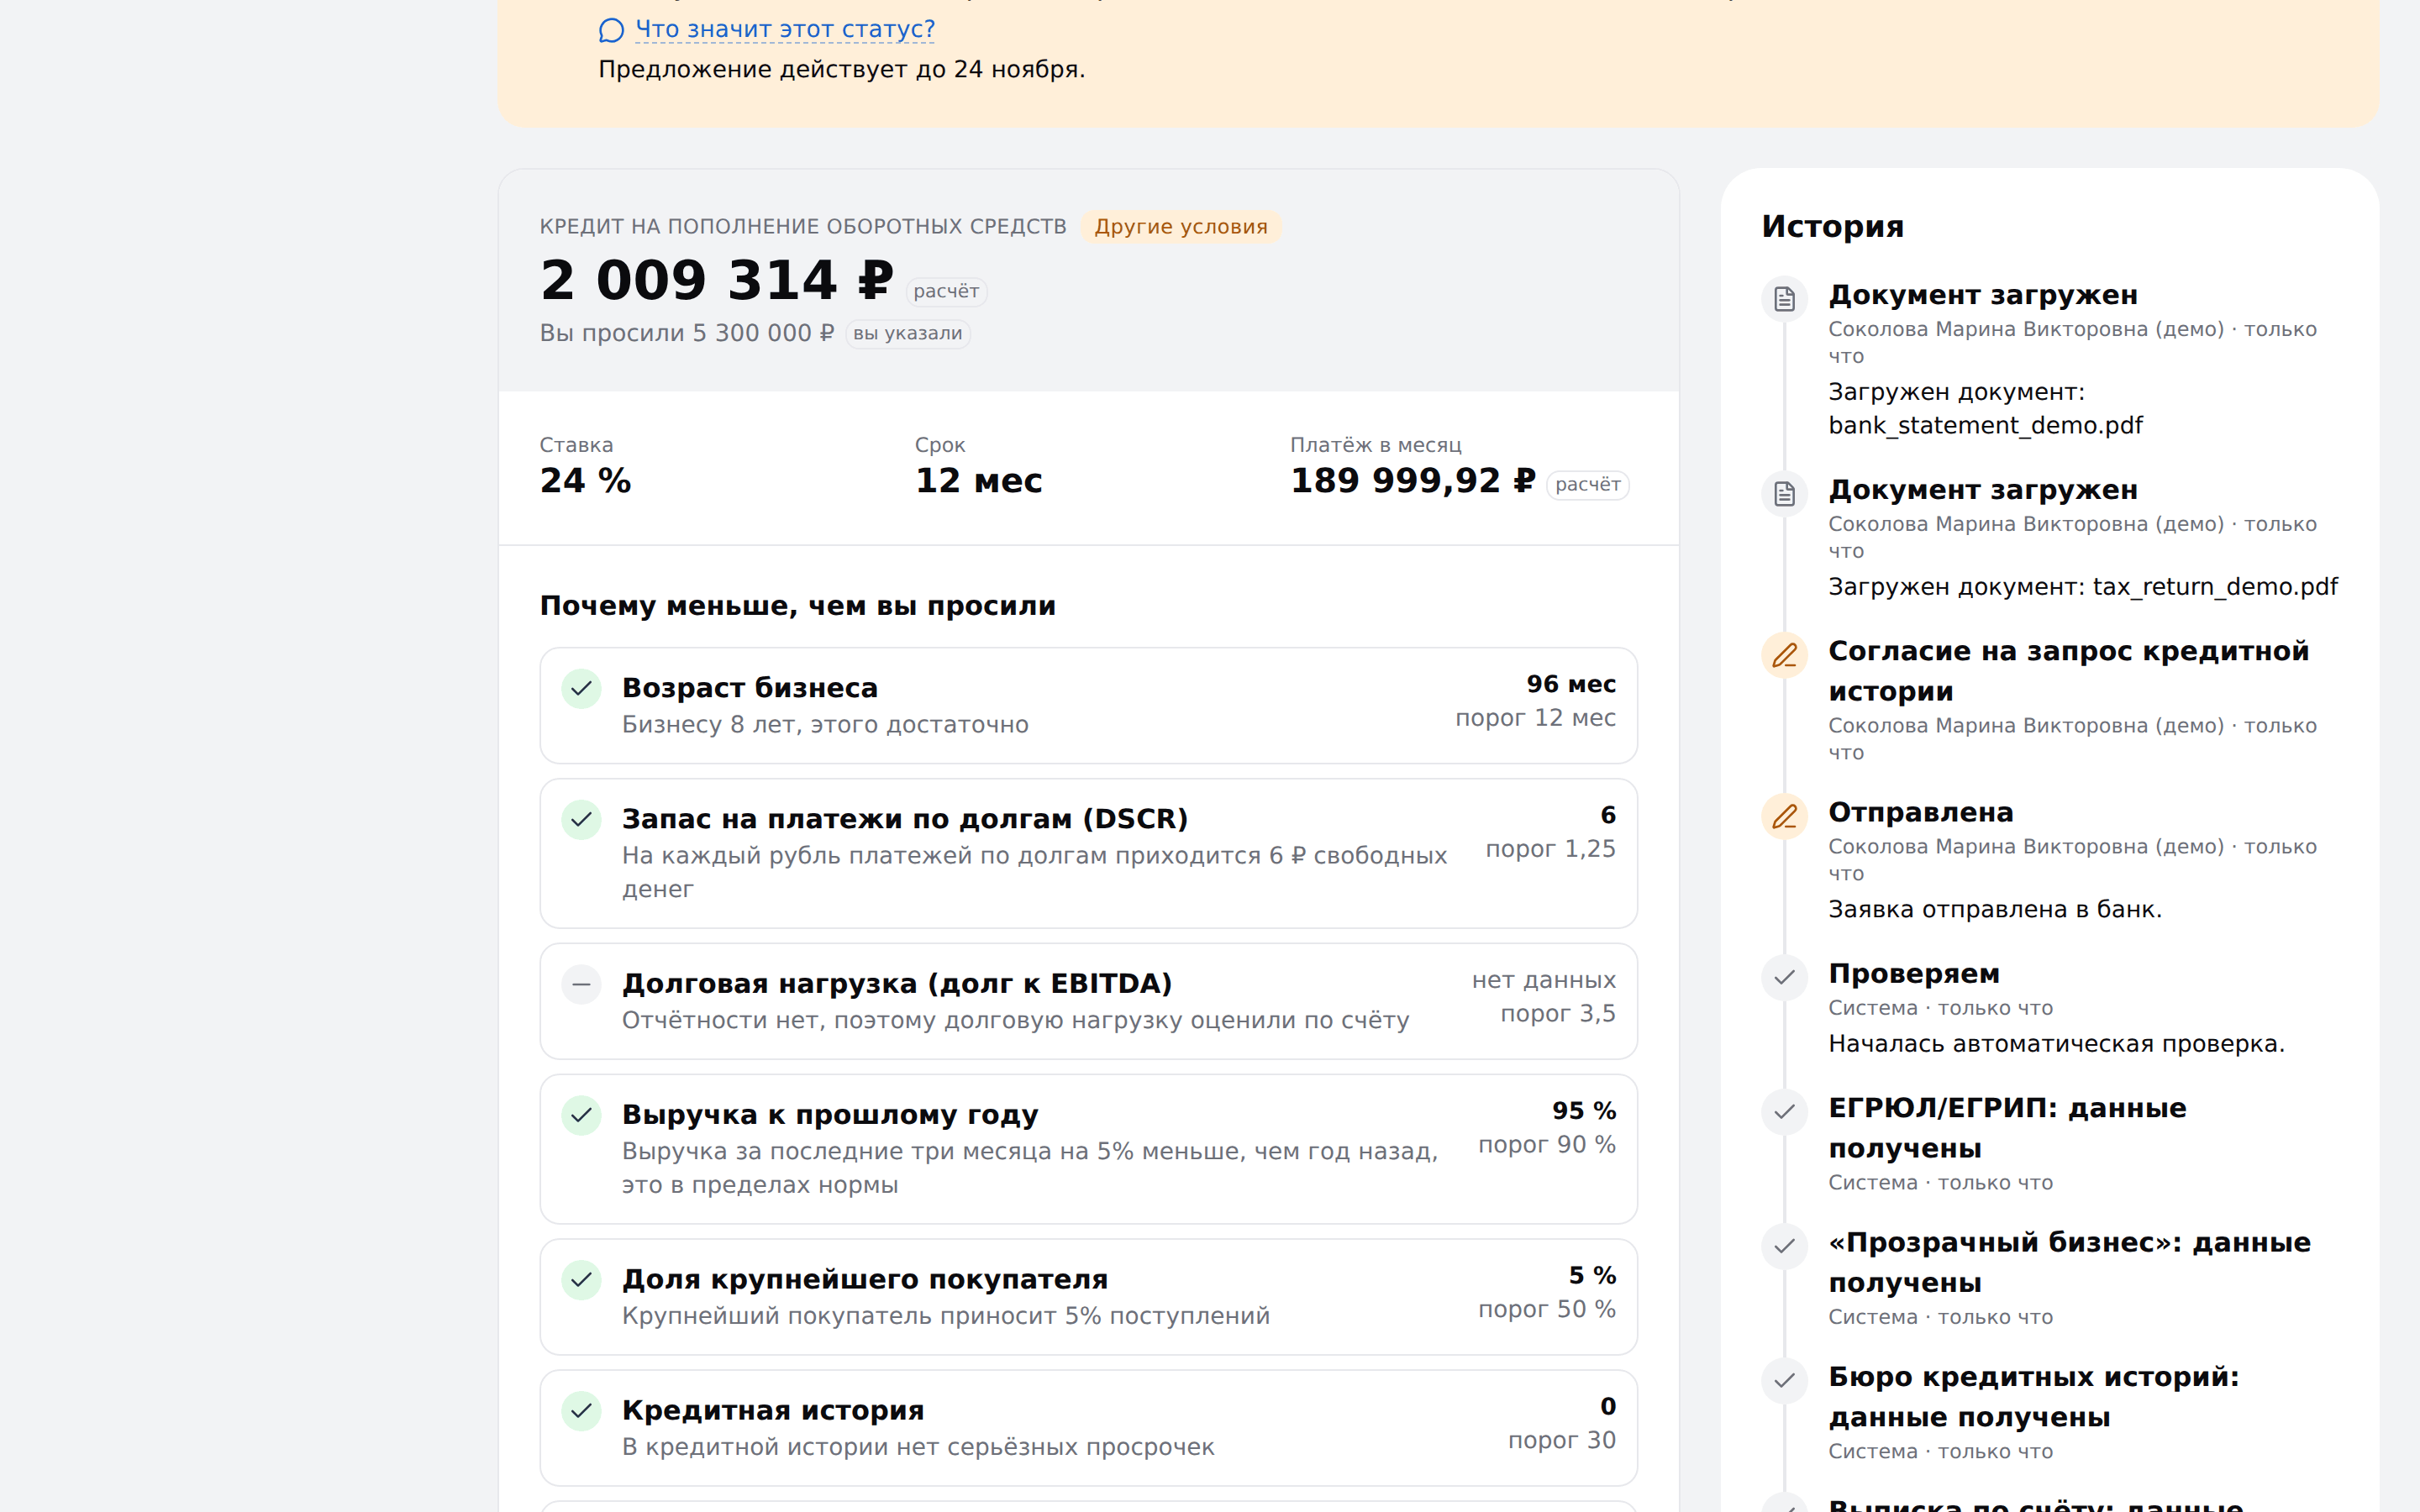 Что значит этот статус?
Предложение действует до 24 ноября.
КРЕДИТ НА ПОПОЛНЕНИЕ ОБОРОТНЫХ СРЕДСТВ Другие условия
2 009 314 ₽ расчёт
Вы просили 5 300 000 ₽ вы указали
Ставка
24 %
Срок
12 мес
Платёж в месяц
189 999,92 ₽ расчёт
Почему меньше, чем вы просили
Возраст бизнеса
Бизнесу 8 лет, этого достаточно
96 мес
порог 12 мес
Запас на платежи по долгам (DSCR)
На каждый рубль платежей по долгам приходится 6 ₽ свободных
денег
6
порог 1,25
Долговая нагрузка (долг к EBITDA)
Отчётности нет, поэтому долговую нагрузку оценили по счёту
нет данных
порог 3,5
Выручка к прошлому году
Выручка за последние три месяца на 5% меньше, чем год назад,
это в пределах нормы
95 %
порог 90 %
Доля крупнейшего покупателя
Крупнейший покупатель приносит 5% поступлений
5 %
порог 50 %
Кредитная история
В кредитной истории нет серьёзных просрочек
0
порог 30
История
Документ загружен
Соколова Марина Викторовна (демо) · только
что
Загружен документ:
bank_statement_demo.pdf
Документ загружен
Соколова Марина Викторовна (демо) · только
что
Загружен документ: tax_return_demo.pdf
Согласие на запрос кредитной
истории
Соколова Марина Викторовна (демо) · только
что
Отправлена
Соколова Марина Викторовна (демо) · только
что
Заявка отправлена в банк.
Проверяем
Система · только что
Началась автоматическая проверка.
ЕГРЮЛ/ЕГРИП: данные
получены
Система · только что
«Прозрачный бизнес»: данные
получены
Система · только что
Бюро кредитных историй:
данные получены
Система · только что
Выписка по счёту: данные